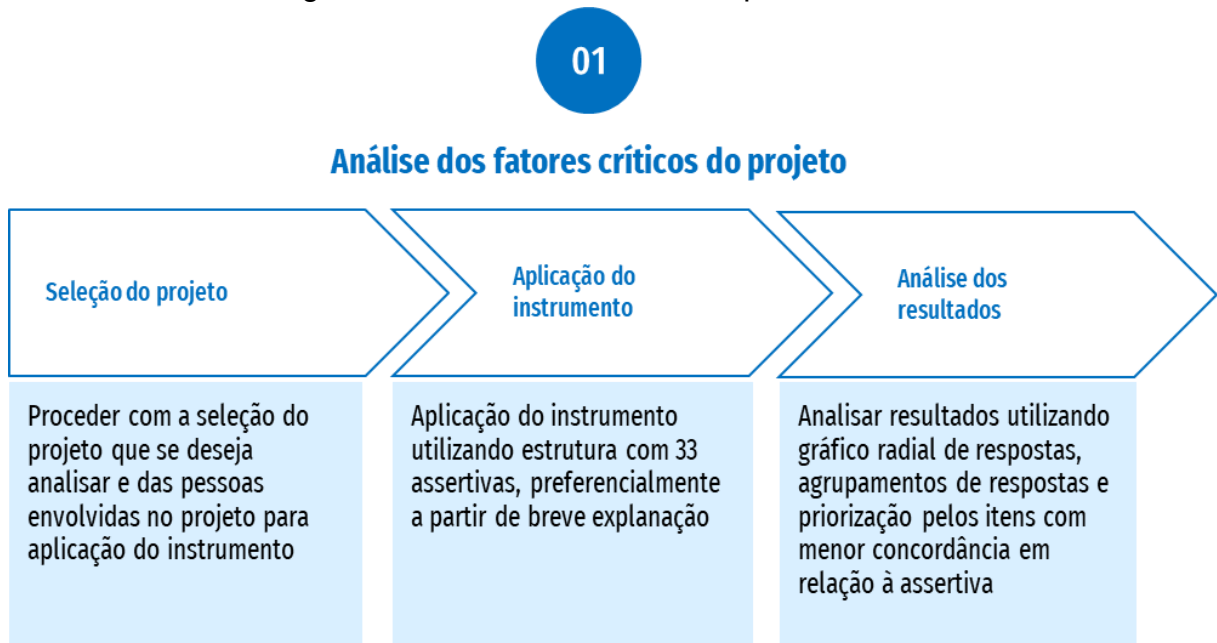 01
Análise dos fatores críticos do projeto
Seleção do projeto
Aplicação do
instrumento
Análise dos
resultados
Proceder com a seleção do
projeto que se deseja
analisar e das pessoas
envolvidas no projeto para
aplicação do instrumento
Aplicação do instrumento
utilizando estrutura com 33
assertivas, preferencialmente
a partir de breve explanação
Analisar resultados utilizando
gráfico radial de respostas,
agrupamentos de respostas e
priorização pelos itens com
menor concordância em
relação à assertiva